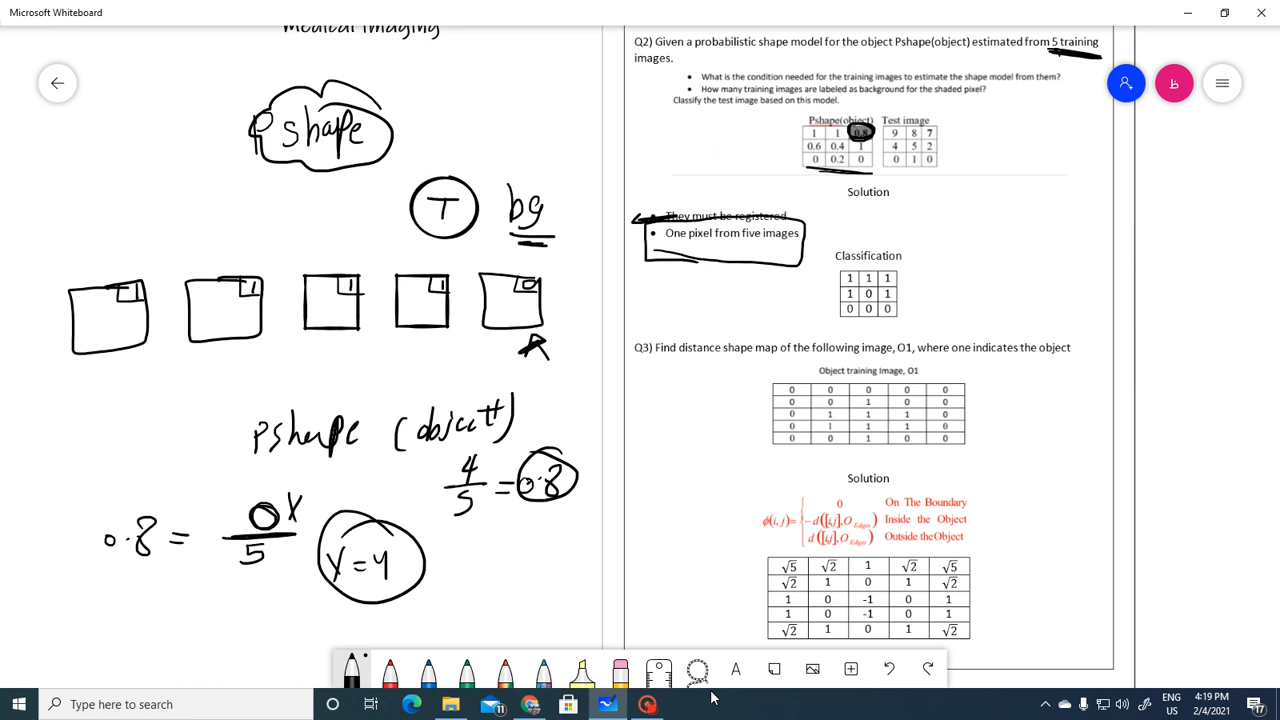 Microsoft Whiteboard
Medical Imaging
Pshape
T bg
1 1 1 1 0
Pshape (object)
4/5 = 0.8
0.8 = X/5
X = 4
Q2) Given a probabilistic shape model for the object Pshape(object) estimated from 5 training
images.
• What is the condition needed for the training images to estimate the shape model from them?
• How many training images are labeled as background for the shaded pixel?
Classify the test image based on this model.
Pshape(object) Test image
1 1 0.8 9 8 7
0.6 0.4 1 4 5 2
0 0.2 0 0 1 0
Solution
• They must be registered
• One pixel from five images
Classification
1 1 1
1 0 1
0 0 0
Q3) Find distance shape map of the following image, O1, where one indicates the object
Object training Image, O1
0 0 0 0 0
0 0 1 0 0
0 1 1 1 0
0 1 1 1 0
0 0 1 0 0
Solution
0 On The Boundary
φ(i, j)= { −d([i,j],O Edges) Inside the Object
d([i,j],O Edges) Outside the Object
√5 √2 1 √2 √5
√2 1 0 1 √2
1 0 -1 0 1
1 0 -1 0 1
√2 1 0 1 √2
A
Type here to search
11
ENG
US
4:19 PM
2/4/2021
17